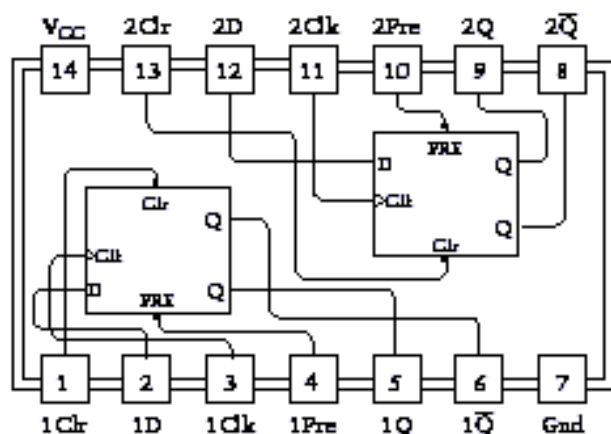 VCC 2Clr 2D 2Clk 2Pre 2Q 2Q̅
14 13 12 11 10 9 8
PRE
D Q
Clk
Q
Clr
Clr
Q
Clk
D Q
PRE
1 2 3 4 5 6 7
1Clr 1D 1Clk 1Pre 1Q 1Q̅ Gnd